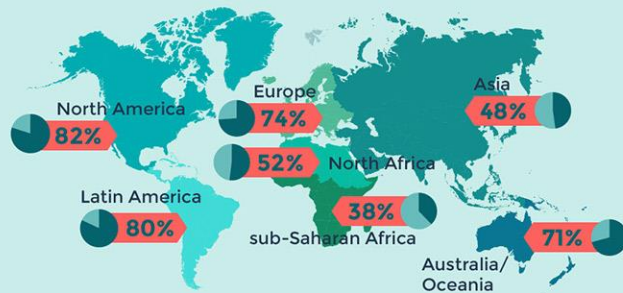 North America
82%
Europe
74%
Asia
48%
52%
North Africa
Latin America
80%
38%
sub-Saharan Africa
71%
Australia/
Oceania